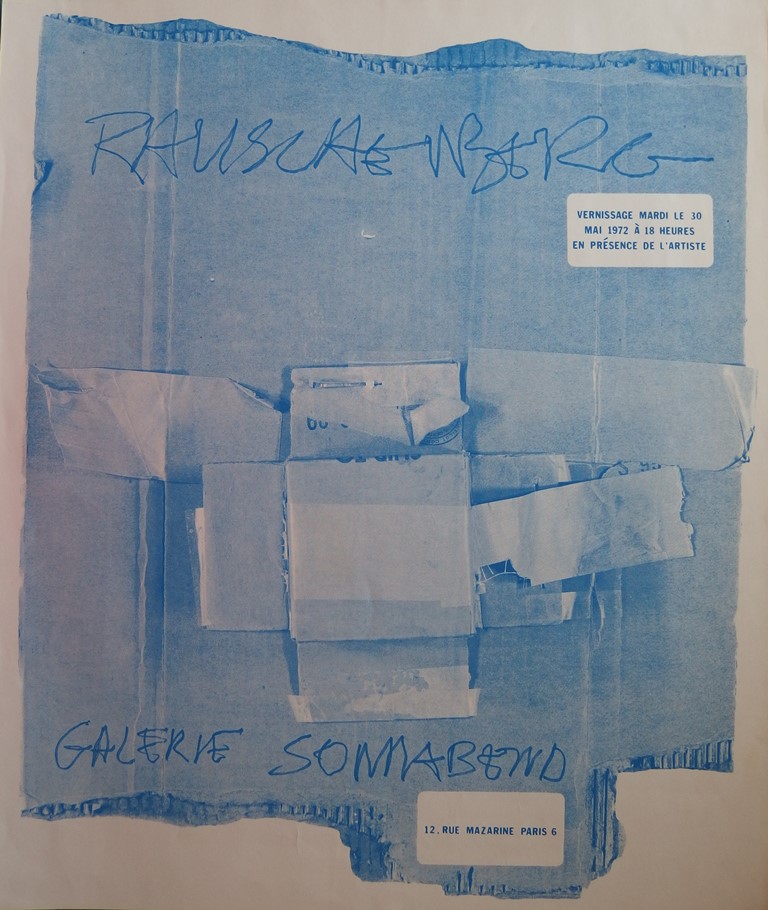 RAUSCHENBERG
VERNISSAGE MARDI LE 30
MAI 1972 À 18 HEURES
EN PRÉSENCE DE L'ARTISTE
GALERIE SONNABEND
12, RUE MAZARINE PARIS 6